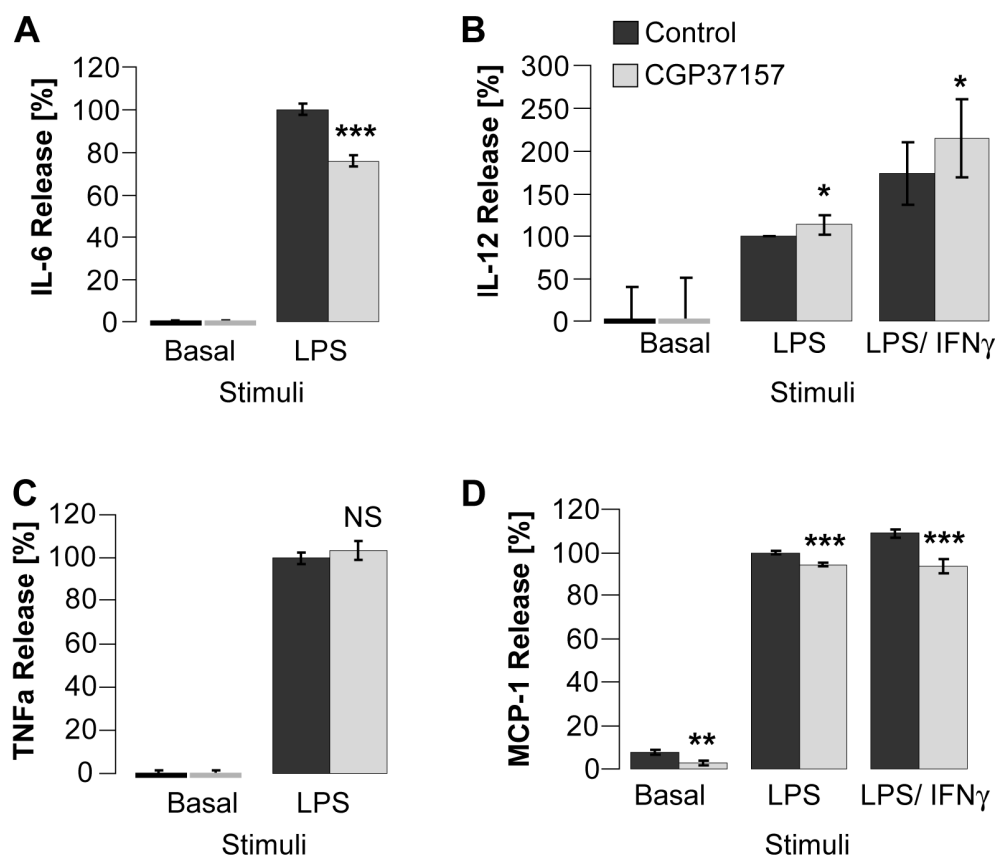 A
IL-6 Release [%]
120
100
80
60
40
20
0
***
Basal
LPS
Stimuli
B
Control
CGP37157
IL-12 Release [%]
300
250
200
150
100
50
0
*
*
Basal
LPS
LPS/ IFNγ
Stimuli
C
TNFa Release [%]
120
100
80
60
40
20
0
NS
Basal
LPS
Stimuli
D
MCP-1 Release [%]
120
100
80
60
40
20
0
**
***
***
Basal
LPS
LPS/ IFNγ
Stimuli